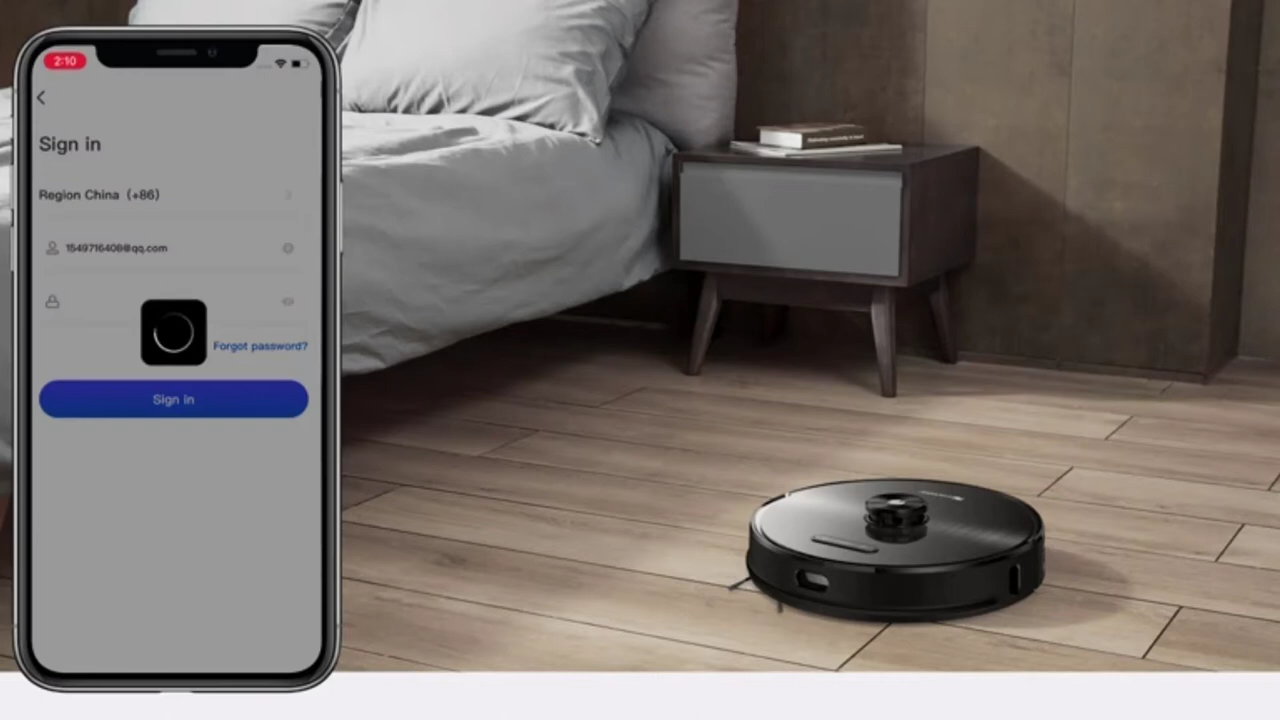 2:10
Sign in
Region China (+86)
1549716408@qq.com
Forgot password?
Sign in